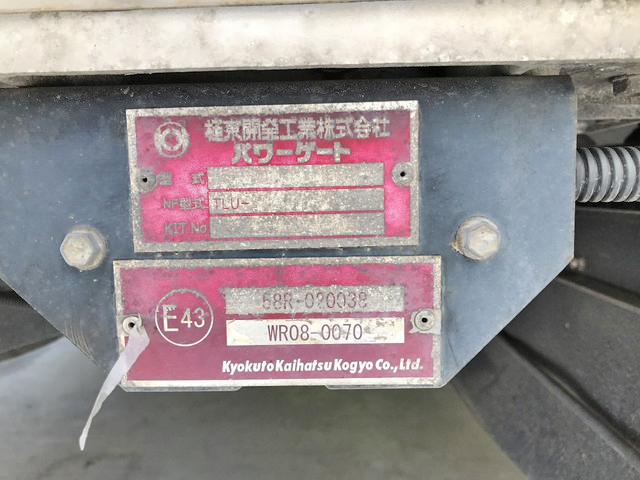 極東開発工業株式会社
パワーゲート
型 式
NF型式 TLU-
KIT No
E43
58R-020038
WR08-0070
Kyokuto Kaihatsu Kogyo Co., Ltd.